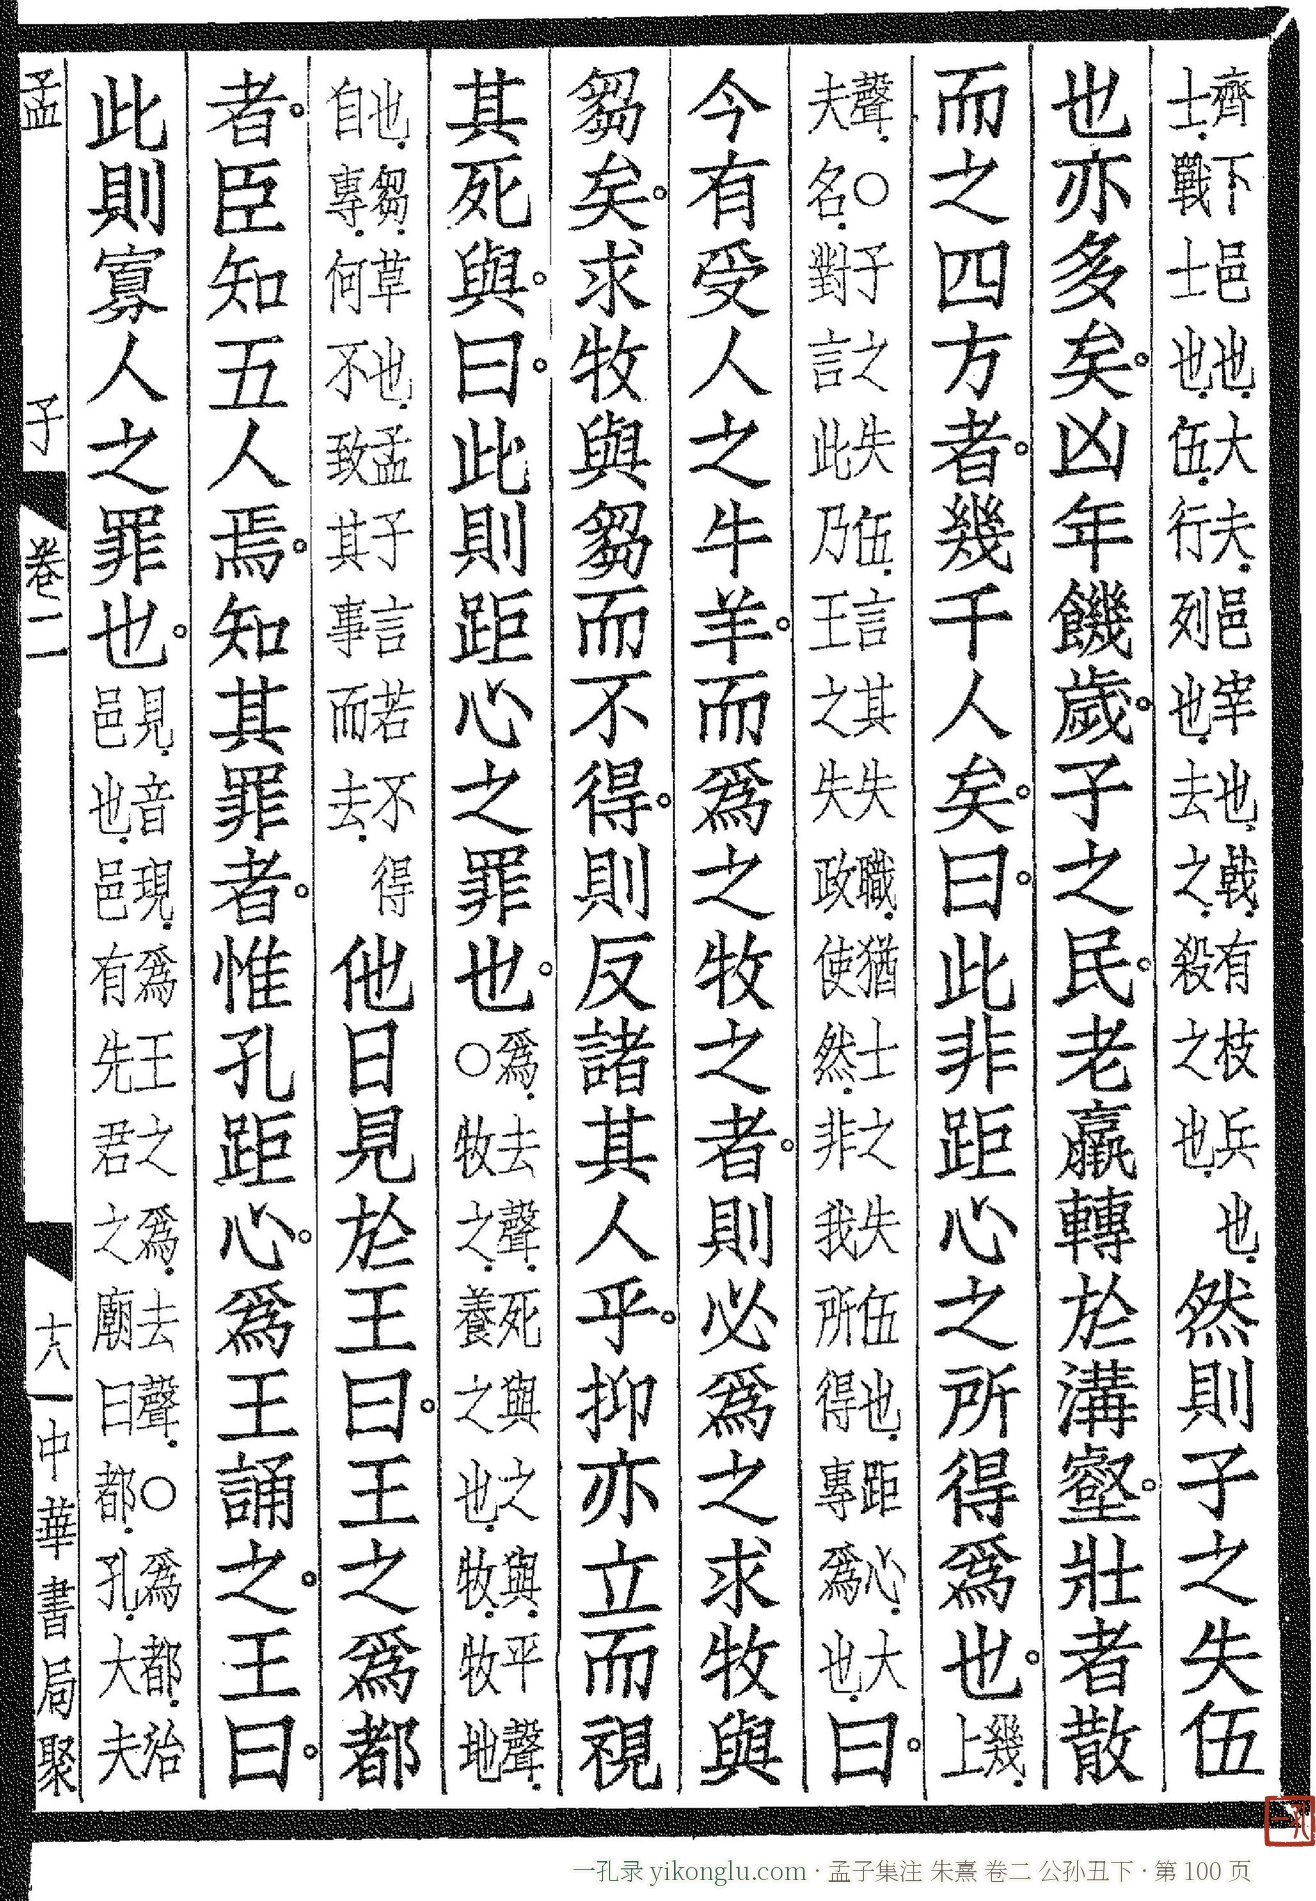 齊下邑也.大夫.邑宰也.戟.有枝兵也.士.戰士也.伍.行列也.去之.殺之也.然則子之失伍
也亦多矣。凶年饑歲。子之民。老羸轉於溝壑。壯者散
而之四方者。幾千人矣。曰。此非距心之所得爲也。幾.上
聲.○子之失伍.言其失職.猶士之失伍也.距心.大夫名.對言此乃王之失政使然.非我所得專爲也.曰。
今有受人之牛羊。而爲之牧之者。則必爲之求牧與
芻矣。求牧與芻而不得。則反諸其人乎。抑亦立而視
其死與。曰。此則距心之罪也。爲.去聲.死與之與.平聲.○牧之.養之也.牧.牧地
也.芻.草也.孟子言若不得自專.何不致其事而去.他日見於王曰。王之爲都
者。臣知五人焉。知其罪者。惟孔距心。爲王誦之。王曰。
此則寡人之罪也。見.音現.爲王之爲.去聲.○爲都.治邑也.邑有先君之廟曰都.孔.大夫
孟子 卷二 十八 中華書局聚
一孔
一孔录 yikonglu.com · 孟子集注 朱熹 卷二 公孙丑下 · 第 100 页